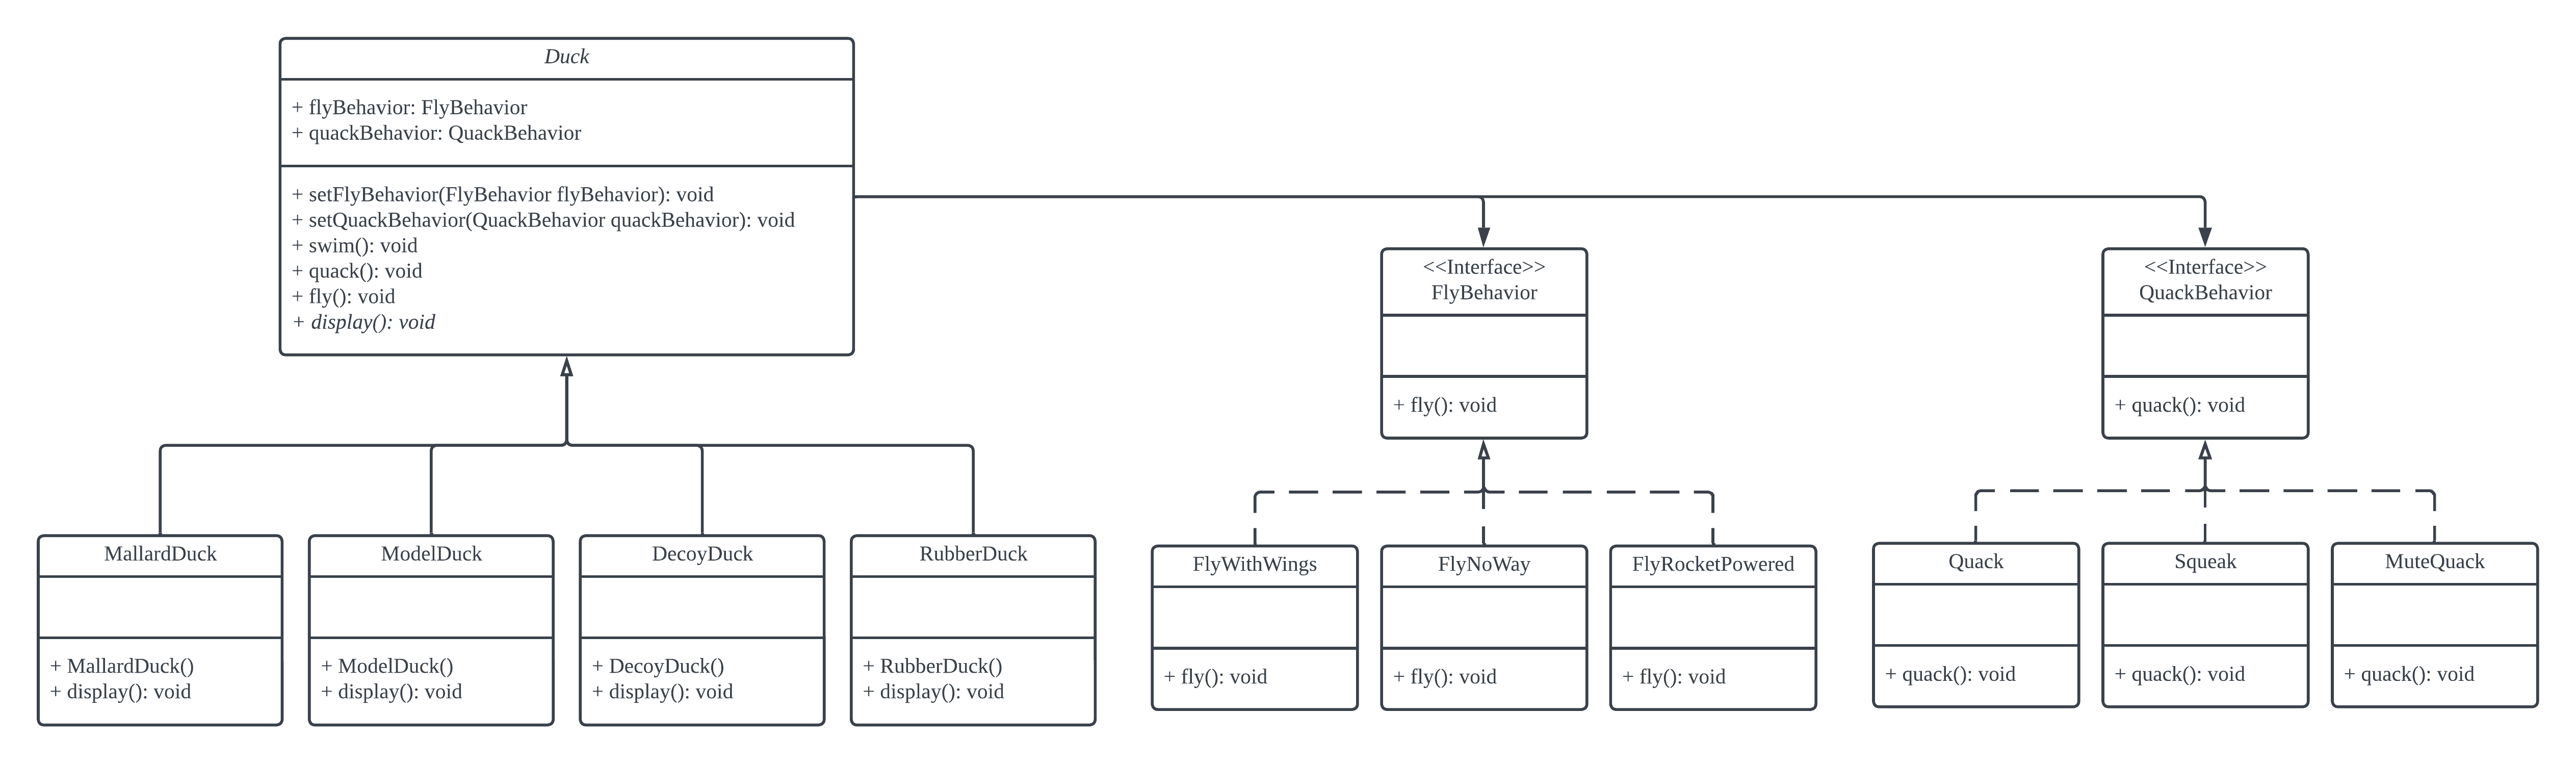 Duck
+ flyBehavior: FlyBehavior
+ quackBehavior: QuackBehavior
+ setFlyBehavior(FlyBehavior flyBehavior): void
+ setQuackBehavior(QuackBehavior quackBehavior): void
+ swim(): void
+ quack(): void
+ fly(): void
+ display(): void
<<Interface>>
FlyBehavior
+ fly(): void
<<Interface>>
QuackBehavior
+ quack(): void
MallardDuck
+ MallardDuck()
+ display(): void
ModelDuck
+ ModelDuck()
+ display(): void
DecoyDuck
+ DecoyDuck()
+ display(): void
RubberDuck
+ RubberDuck()
+ display(): void
FlyWithWings
+ fly(): void
FlyNoWay
+ fly(): void
FlyRocketPowered
+ fly(): void
Quack
+ quack(): void
Squeak
+ quack(): void
MuteQuack
+ quack(): void